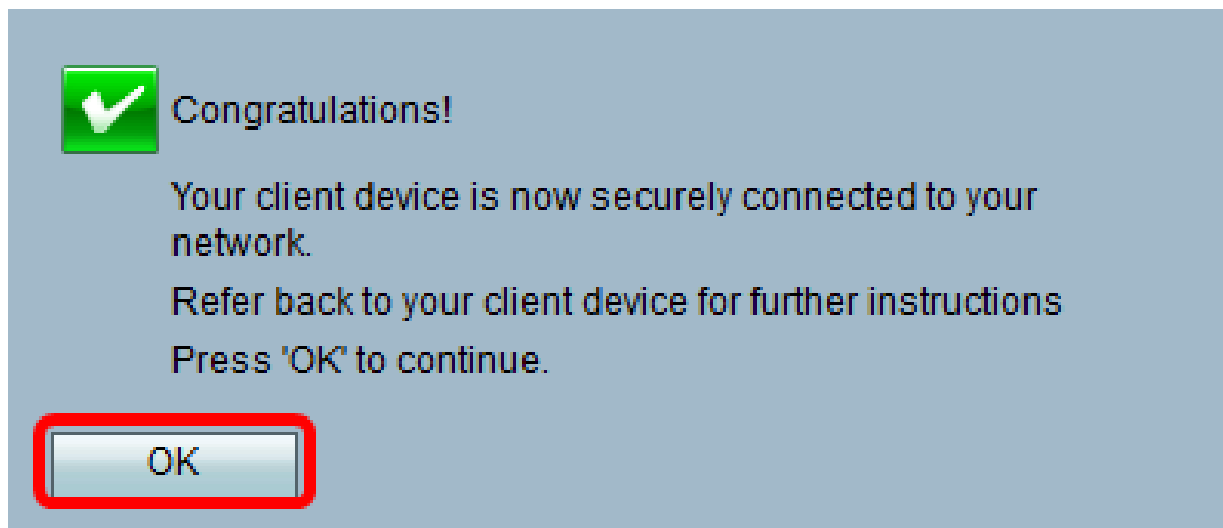 Congratulations!
Your client device is now securely connected to your
network.
Refer back to your client device for further instructions
Press 'OK' to continue.
OK